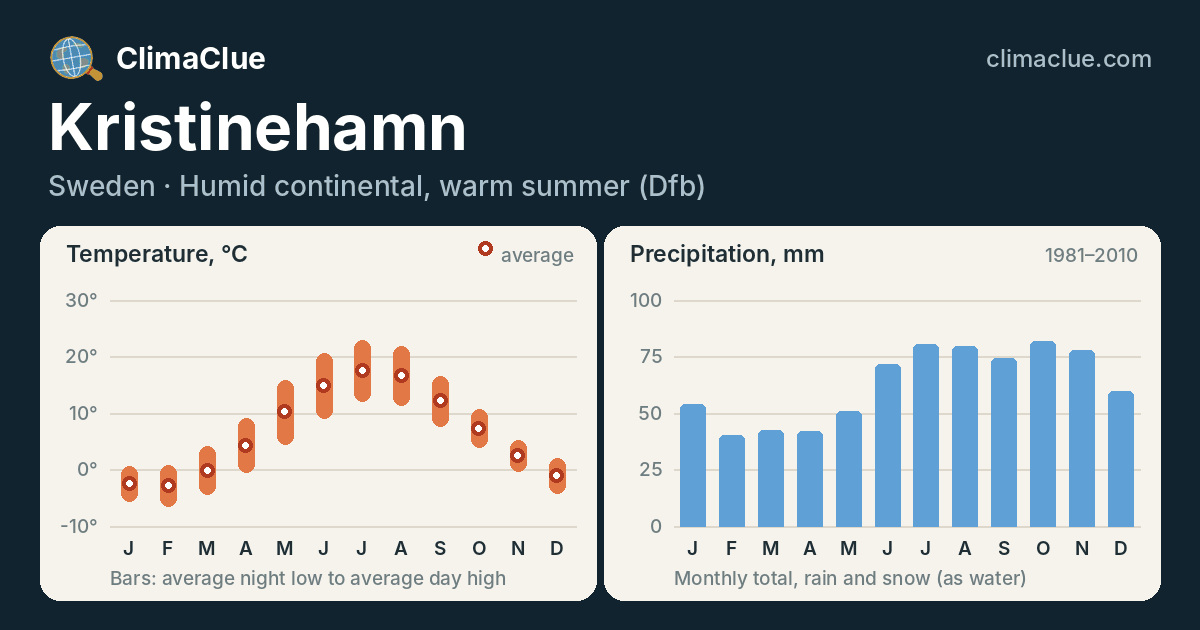 ClimaClue
climaclue.com
Kristinehamn
Sweden · Humid continental, warm summer (Dfb)
Temperature, °C
average
30°
20°
10°
0°
-10°
J F M A M J J A S O N D
Bars: average night low to average day high
Precipitation, mm
1981–2010
100
75
50
25
0
J F M A M J J A S O N D
Monthly total, rain and snow (as water)